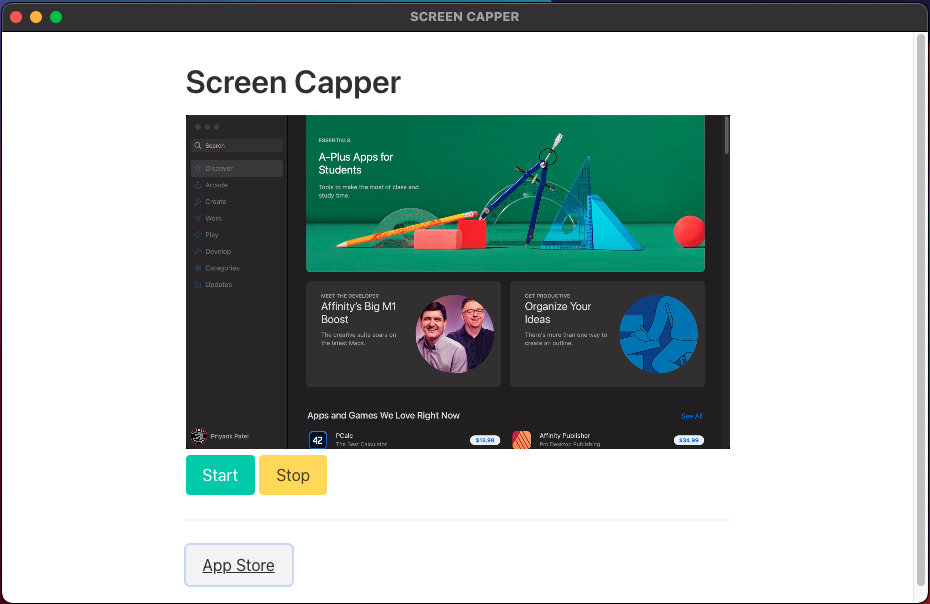 SCREEN CAPPER
Screen Capper
Search
Discover
Arcade
Create
Work
Play
Develop
Categories
Updates
Priyank Patel
ESSENTIALS
A-Plus Apps for
Students
Tools to make the most of class and
study time.
MEET THE DEVELOPER
Affinity's Big M1
Boost
The creative suite soars on
the latest Macs.
GET PRODUCTIVE
Organize Your
Ideas
There's more than one way to
create an outline.
Apps and Games We Love Right Now
See All
42
PCalc
The Best Calculator
$13.98
Affinity Publisher
Pro Desktop Publishing
$34.99
Start
Stop
App Store